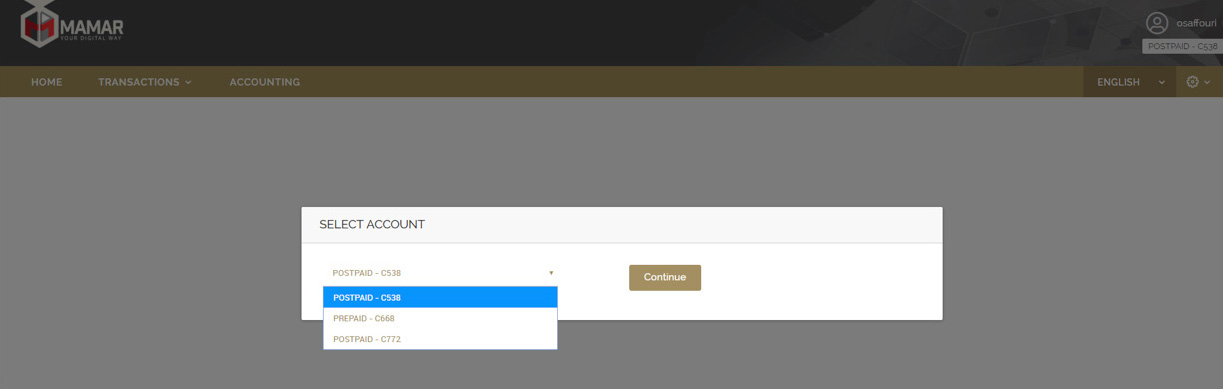 MAMAR
YOUR DIGITAL WAY
osaffouri
POSTPAID - C538
HOME TRANSACTIONS ACCOUNTING ENGLISH
SELECT ACCOUNT
POSTPAID - C538
Continue
POSTPAID - C538
PREPAID - C668
POSTPAID - C772